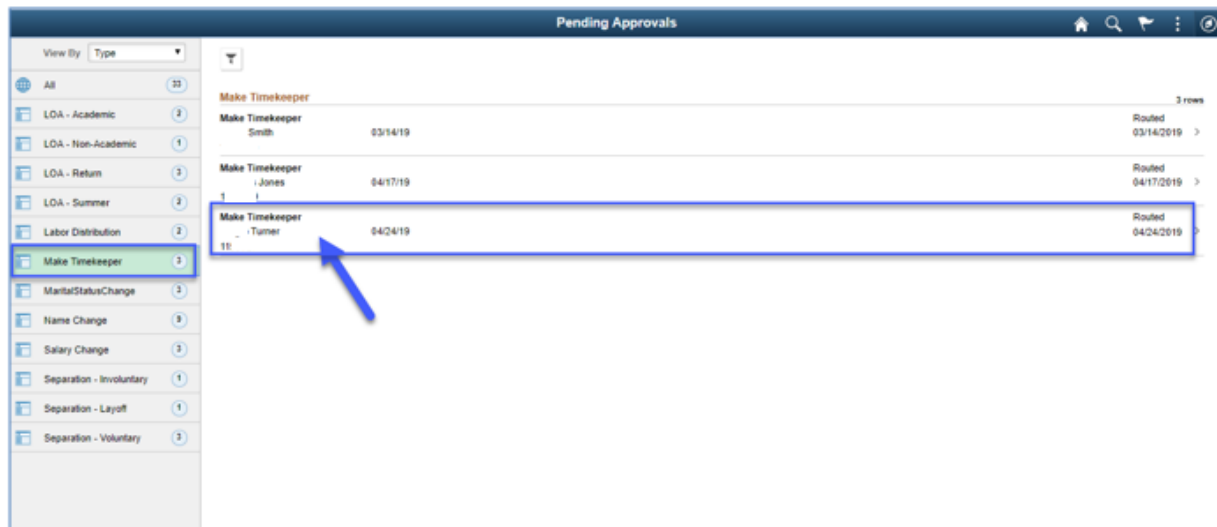 Pending Approvals
View By Type
All 33
LOA - Academic 2
LOA - Non-Academic 1
LOA - Return 3
LOA - Summer 2
Labor Distribution 2
Make Timekeeper 3
MaritalStatusChange 3
Name Change 9
Salary Change 3
Separation - Involuntary 1
Separation - Layoff 1
Separation - Voluntary 3
Make Timekeeper 3 rows
Make Timekeeper Routed
Smith 03/14/19 03/14/2019
Make Timekeeper Routed
Jones 04/17/19 04/17/2019
Make Timekeeper Routed
Turner 04/24/19 04/24/2019